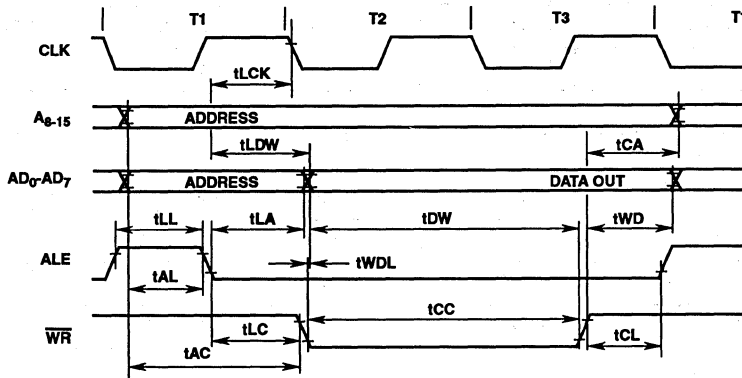 T1 T2 T3 T
CLK
tLCK
A8-15 ADDRESS
tLDW tCA
AD0-AD7 ADDRESS DATA OUT
tLL tLA tDW tWD
ALE
tWDL
tAL
tCC
WR
tLC tCL
tAC